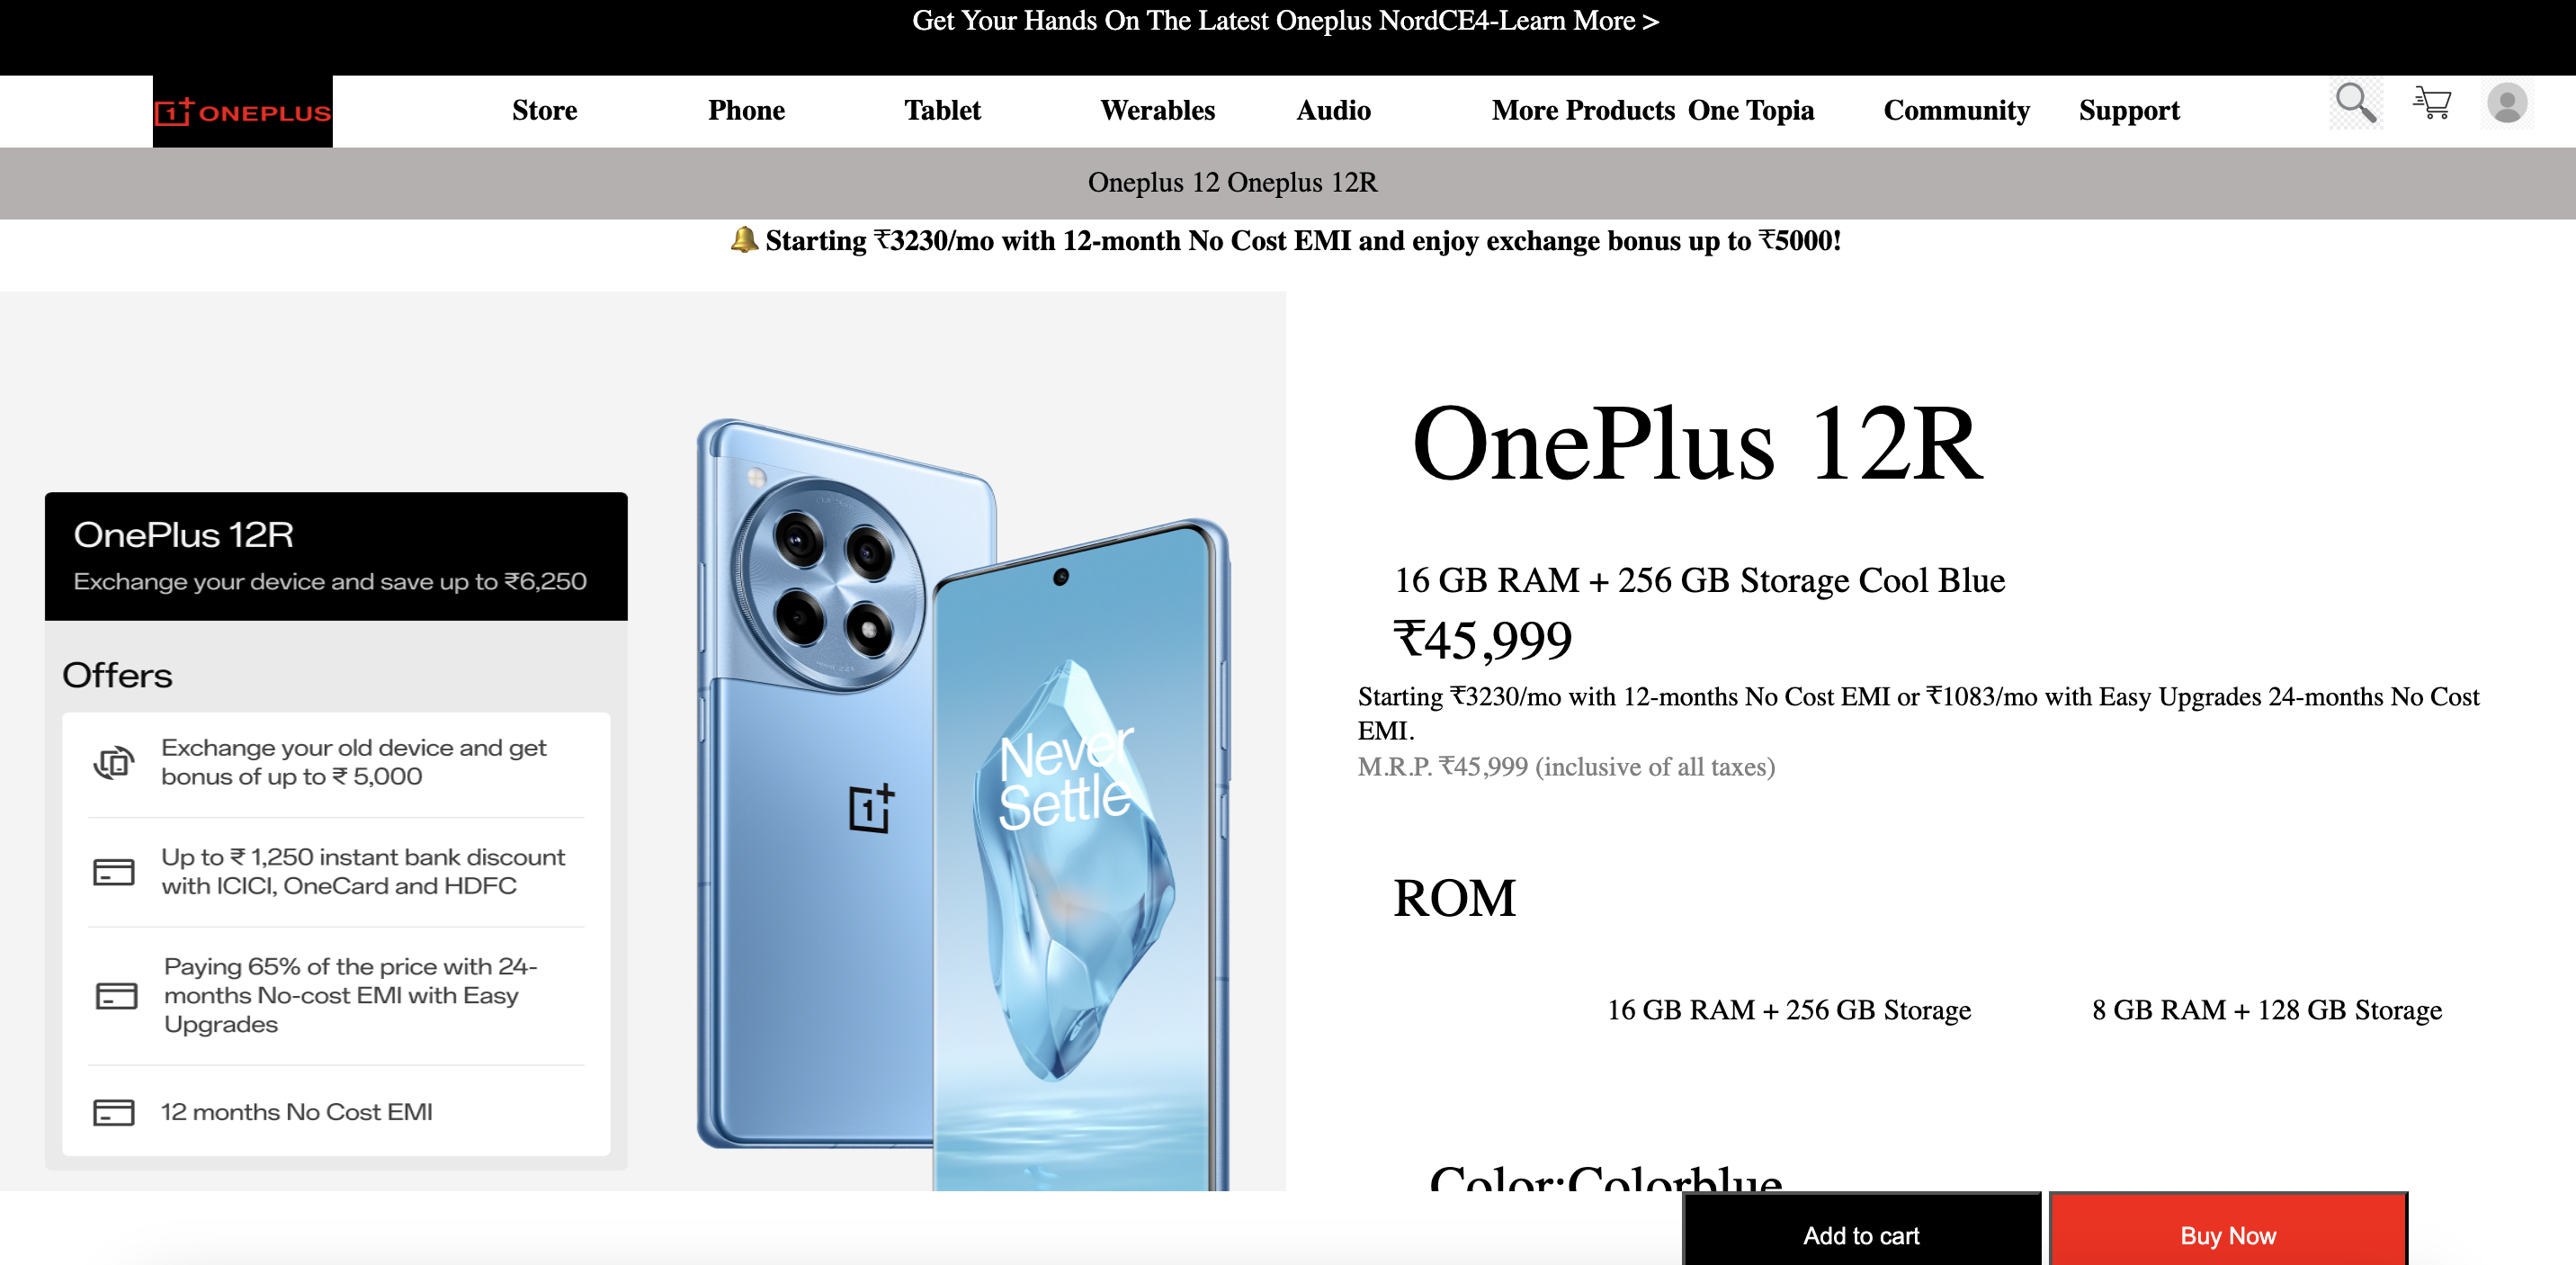 Get Your Hands On The Latest Oneplus NordCE4-Learn More >
1+ ONEPLUS
Store Phone Tablet Werables Audio More Products One Topia Community Support
Oneplus 12 Oneplus 12R
🔔 Starting ₹3230/mo with 12-month No Cost EMI and enjoy exchange bonus up to ₹5000!
OnePlus 12R
Exchange your device and save up to ₹6,250
Offers
Exchange your old device and get
bonus of up to ₹ 5,000
Up to ₹ 1,250 instant bank discount
with ICICI, OneCard and HDFC
Paying 65% of the price with 24-
months No-cost EMI with Easy
Upgrades
12 months No Cost EMI
1+
Never
Settle
OnePlus 12R
16 GB RAM + 256 GB Storage Cool Blue
₹45,999
Starting ₹3230/mo with 12-months No Cost EMI or ₹1083/mo with Easy Upgrades 24-months No Cost
EMI.
M.R.P. ₹45,999 (inclusive of all taxes)
ROM
16 GB RAM + 256 GB Storage 8 GB RAM + 128 GB Storage
Color:Colorblue
Add to cart Buy Now